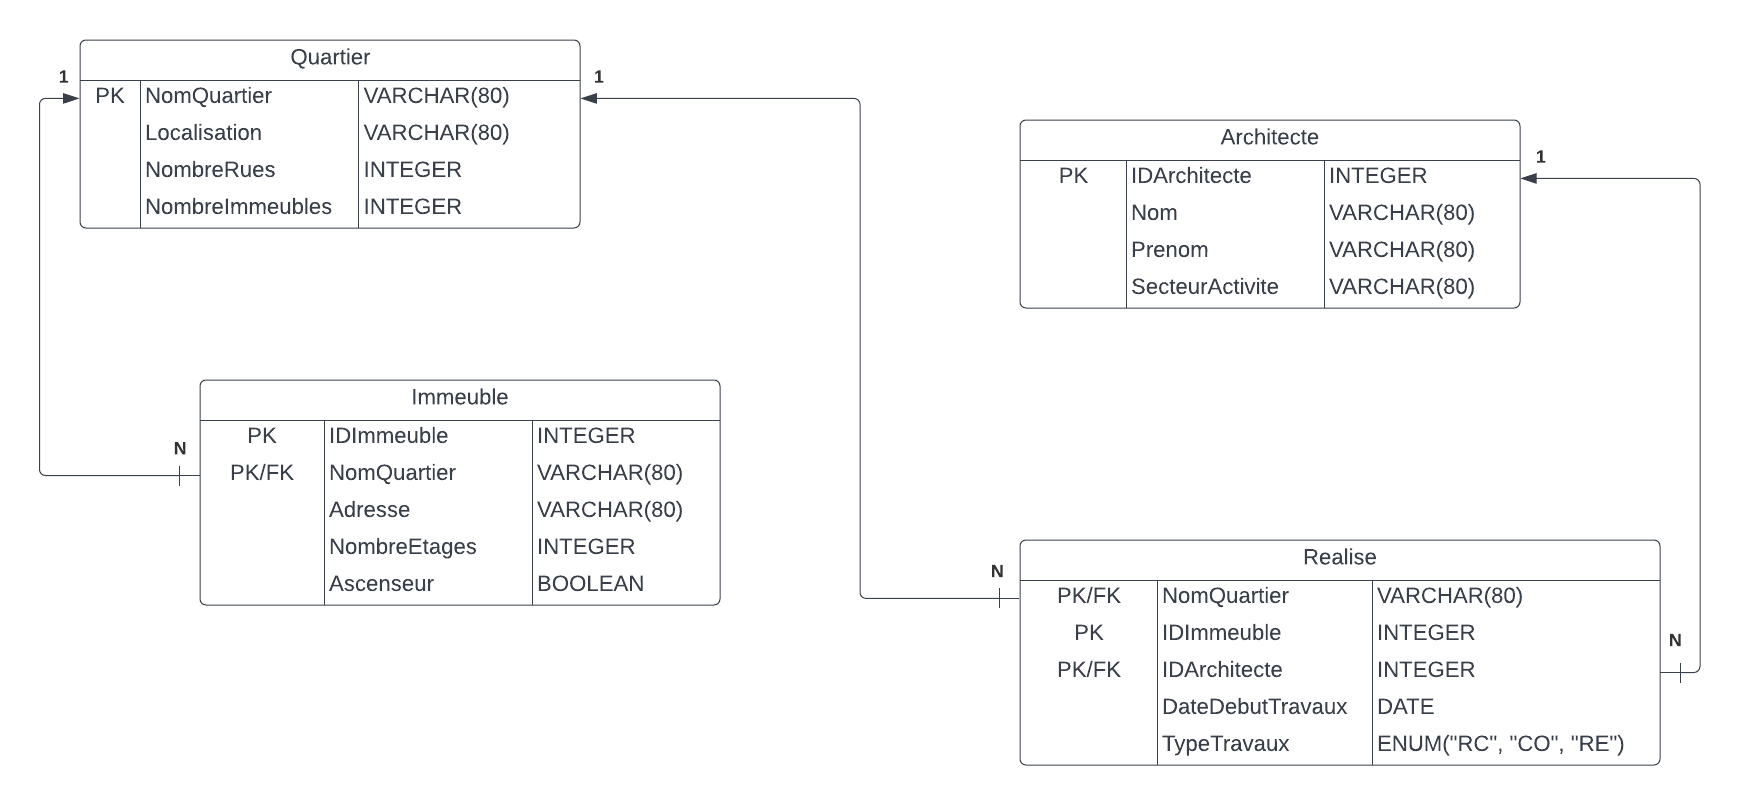 Quartier
1
PK NomQuartier VARCHAR(80)
Localisation VARCHAR(80)
NombreRues INTEGER
NombreImmeubles INTEGER
1
Architecte
1
PK IDArchitecte INTEGER
Nom VARCHAR(80)
Prenom VARCHAR(80)
SecteurActivite VARCHAR(80)
Immeuble
PK IDImmeuble INTEGER
N
PK/FK NomQuartier VARCHAR(80)
Adresse VARCHAR(80)
NombreEtages INTEGER
Ascenseur BOOLEAN
Realise
N
PK/FK NomQuartier VARCHAR(80)
PK IDImmeuble INTEGER
N
PK/FK IDArchitecte INTEGER
DateDebutTravaux DATE
TypeTravaux ENUM("RC", "CO", "RE")